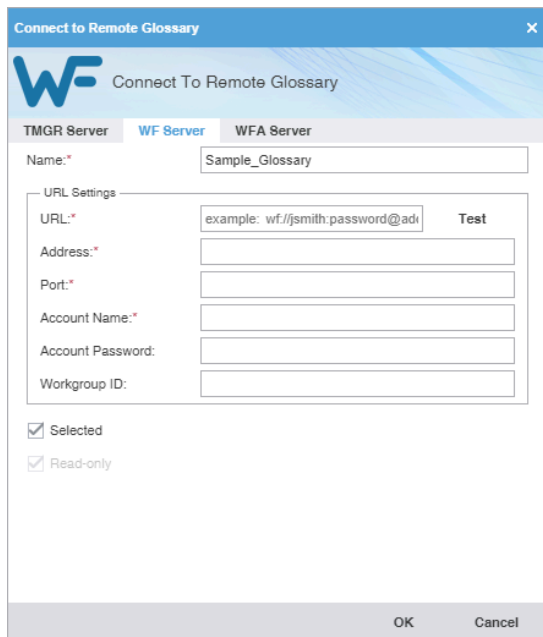 Connect to Remote Glossary
WF Connect To Remote Glossary
TMGR Server WF Server WFA Server
Name:* Sample_Glossary
URL Settings
URL:* example: wf://jsmith:password@ad Test
Address:*
Port:*
Account Name:*
Account Password:
Workgroup ID:
Selected
Read-only
OK Cancel